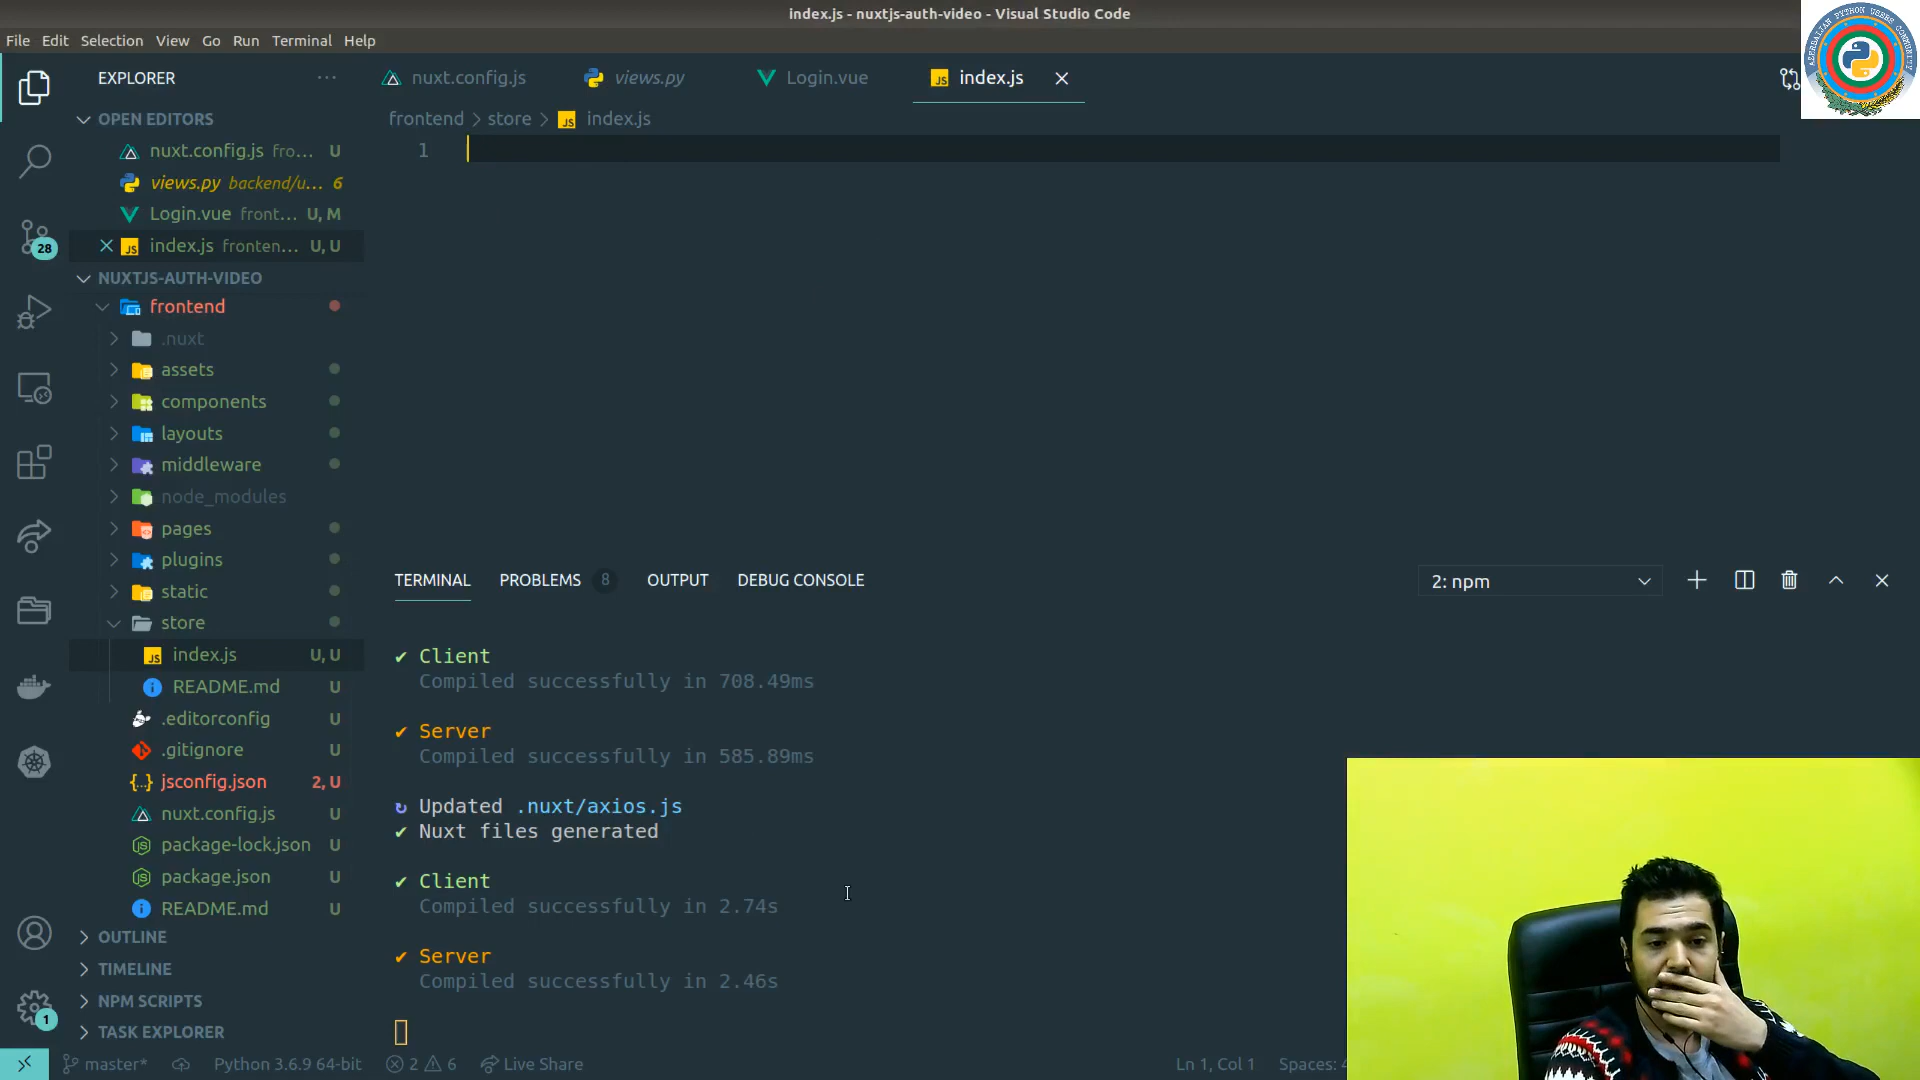 index.js - nuxtjs-auth-video - Visual Studio Code
File Edit Selection View Go Run Terminal Help
AZERBAIJAN PYTHON USERS COMMUNITY
EXPLORER
nuxt.config.js
views.py
Login.vue
index.js
OPEN EDITORS
frontend > store > index.js
nuxt.config.js fro... U
1
views.py backend/u... 6
Login.vue front... U, M
index.js fronten... U, U
28
NUXTJS-AUTH-VIDEO
frontend
.nuxt
assets
components
layouts
middleware
node_modules
pages
plugins
static
store
index.js U, U
README.md U
.editorconfig U
.gitignore U
jsconfig.json 2, U
nuxt.config.js U
package-lock.json U
package.json U
README.md U
OUTLINE
TIMELINE
NPM SCRIPTS
1
TASK EXPLORER
TERMINAL PROBLEMS 8 OUTPUT DEBUG CONSOLE
2: npm
✔ Client
Compiled successfully in 708.49ms
✔ Server
Compiled successfully in 585.89ms
↻ Updated .nuxt/axios.js
✔ Nuxt files generated
✔ Client
Compiled successfully in 2.74s
✔ Server
Compiled successfully in 2.46s
master* Python 3.6.9 64-bit 2 6 Live Share
Ln 1, Col 1 Spaces: